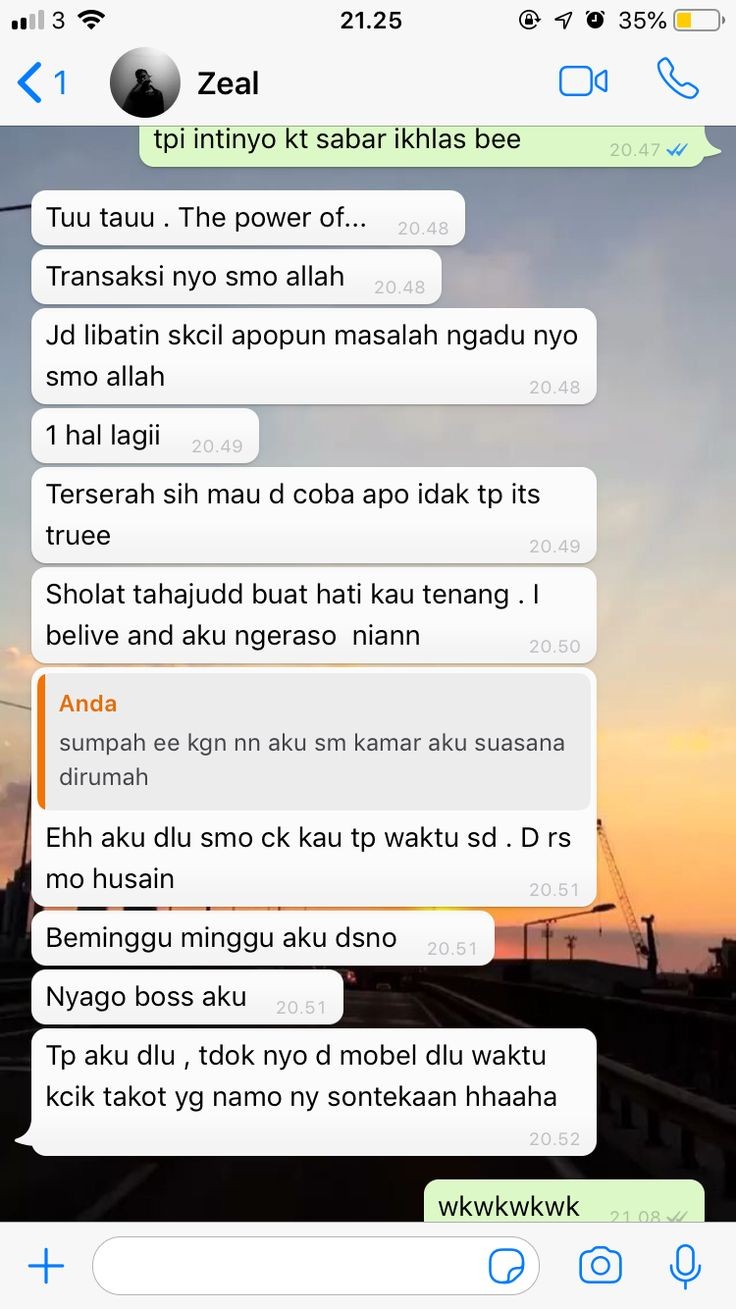 3
21.25
35%
1
Zeal
tpi intinyo kt sabar ikhlas bee
20.47
Tuu tauu . The power of...
20.48
Transaksi nyo smo allah
20.48
Jd libatin skcil apopun masalah ngadu nyo
smo allah
20.48
1 hal lagii
20.49
Terserah sih mau d coba apo idak tp its
truee
20.49
Sholat tahajudd buat hati kau tenang . I
belive and aku ngeraso  niann
20.50
Anda
sumpah ee kgn nn aku sm kamar aku suasana
dirumah
Ehh aku dlu smo ck kau tp waktu sd . D rs
mo husain
20.51
Beminggu minggu aku dsno
20.51
Nyago boss aku
20.51
Tp aku dlu , tdok nyo d mobel dlu waktu
kcik takot yg namo ny sontekaan hhaaha
20.52
wkwkwkwk
21.08